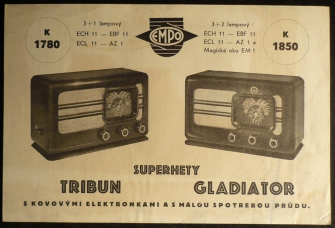 K
1780
3+1 lampový
ECH 11 — EBF 11
ECL 11 — AZ 1
EMPO
3+2 lampový
ECH 11 — EBF 11
ECL 11 — AZ 1 a
Magické oko EM 1
K
1850
SUPERHETY
TRIBUN GLADIATOR
S KOVOVÝMI ELEKTRONKAMI A S MALOU SPOTREBOU PRÚDU.